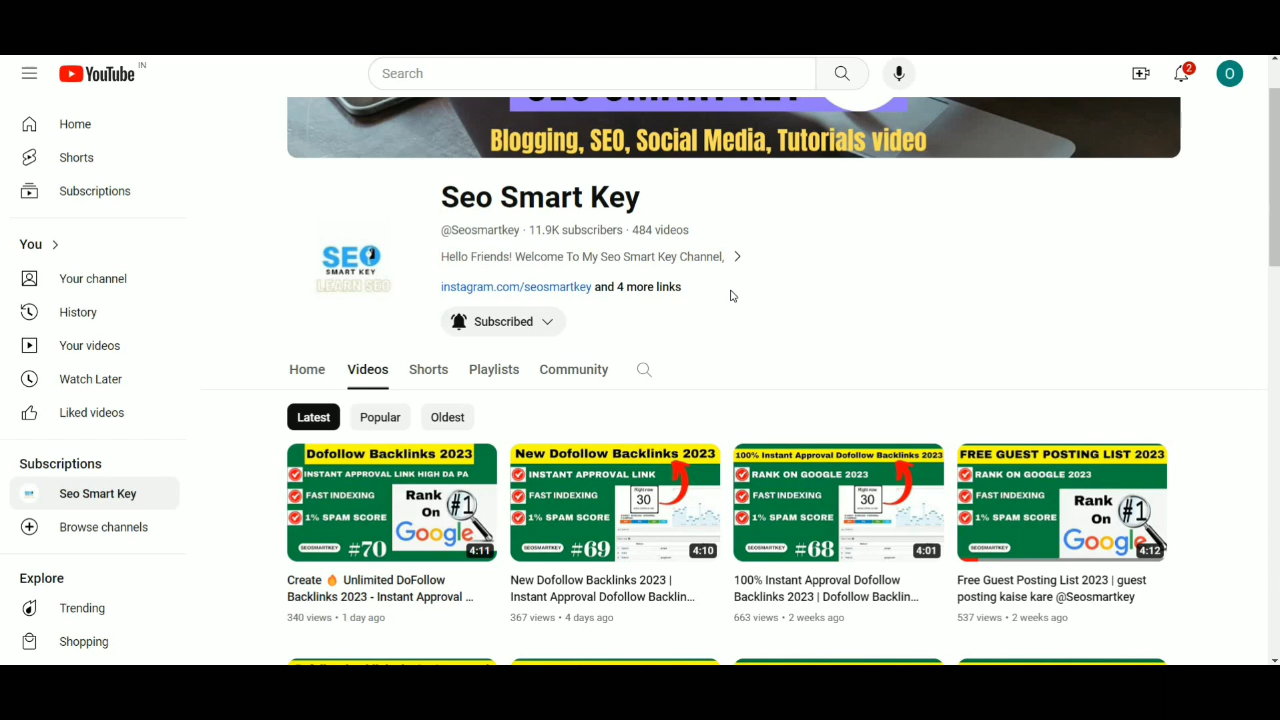 YouTube IN
Search
2
O
Home
Shorts
Subscriptions
You
Your channel
History
Your videos
Watch Later
Liked videos
Subscriptions
Seo Smart Key
Browse channels
Explore
Trending
Shopping
SEO SMART KEY
Blogging, SEO, Social Media, Tutorials video
SEO
SMART KEY
LEARN SEO
Seo Smart Key
@Seosmartkey · 11.9K subscribers · 484 videos
Hello Friends! Welcome To My Seo Smart Key Channel,
instagram.com/seosmartkey and 4 more links
Subscribed
Home Videos Shorts Playlists Community
Latest Popular Oldest
Dofollow Backlinks 2023
INSTANT APPROVAL LINK HIGH DA PA
FAST INDEXING
1% SPAM SCORE
Rank
On
#1
Google
SEOSMARTKEY
#70
4:11
Create 🔥 Unlimited DoFollow
Backlinks 2023 - Instant Approval ...
340 views · 1 day ago
New Dofollow Backlinks 2023
INSTANT APPROVAL LINK
FAST INDEXING
1% SPAM SCORE
Right now
30
SEOSMARTKEY
#69
4:10
New Dofollow Backlinks 2023 |
Instant Approval Dofollow Backlin...
367 views · 4 days ago
100% Instant Approval Dofollow Backlinks 2023
RANK ON GOOGLE 2023
FAST INDEXING
1% SPAM SCORE
Right now
30
SEOSMARTKEY
#68
4:01
100% Instant Approval Dofollow
Backlinks 2023 | Dofollow Backlin...
663 views · 2 weeks ago
FREE GUEST POSTING LIST 2023
RANK ON GOOGLE 2023
FAST INDEXING
1% SPAM SCORE
Rank
On
#1
Google
SEOSMARTKEY
4:12
Free Guest Posting List 2023 | guest
posting kaise kare @Seosmartkey
537 views · 2 weeks ago